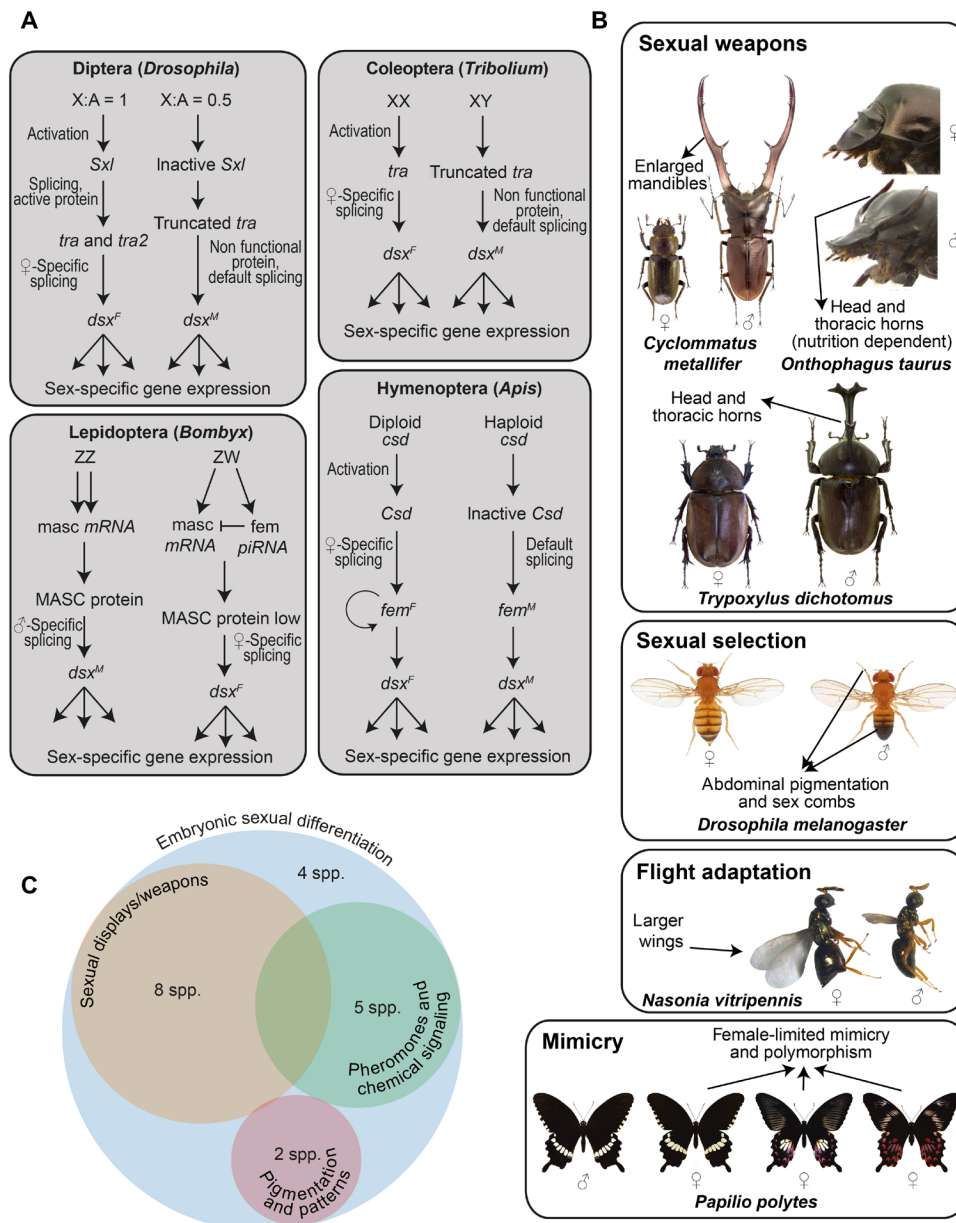 A
Diptera (Drosophila)
X:A = 1
X:A = 0.5
Activation
Sxl
Inactive Sxl
Splicing,
active protein
Truncated tra
tra and tra2
Non functional
protein,
default splicing
♀-Specific
splicing
dsxF
dsxM
Sex-specific gene expression
Coleoptera (Tribolium)
XX
XY
Activation
tra
Truncated tra
♀-Specific
splicing
Non functional
protein,
default splicing
dsxF
dsxM
Sex-specific gene expression
Lepidoptera (Bombyx)
ZZ
ZW
masc mRNA
masc
mRNA
fem
piRNA
MASC protein
MASC protein low
♂-Specific
splicing
♀-Specific
splicing
dsxM
dsxF
Sex-specific gene expression
Hymenoptera (Apis)
Diploid
csd
Haploid
csd
Activation
Csd
Inactive Csd
♀-Specific
splicing
Default
splicing
femF
femM
dsxF
dsxM
Sex-specific gene expression
B
Sexual weapons
Enlarged
mandibles
♀
♂
Cyclommatus
metallifer
♀
♂
Head and
thoracic horns
(nutrition dependent)
Onthophagus taurus
Head and
thoracic horns
♀
♂
Trypoxylus dichotomus
Sexual selection
♀
♂
Abdominal pigmentation
and sex combs
Drosophila melanogaster
Flight adaptation
Larger
wings
♀
♂
Nasonia vitripennis
Mimicry
Female-limited mimicry
and polymorphism
♂
♀
♀
♀
Papilio polytes
C
Embryonic sexual differentiation
4 spp.
Sexual displays/weapons
8 spp.
5 spp.
Pheromones and
chemical signaling
2 spp.
Pigmentation
and patterns